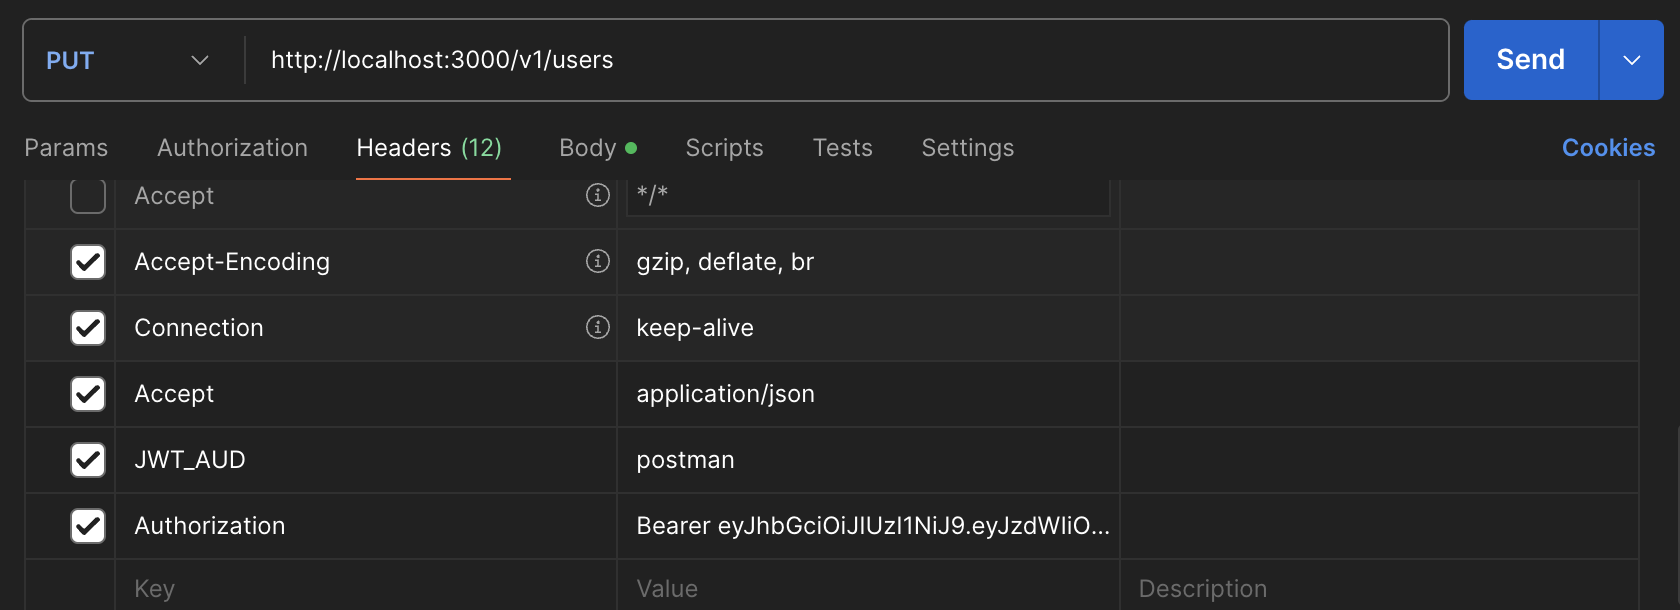 PUT http://localhost:3000/v1/users Send
Params Authorization Headers (12) Body Scripts Tests Settings Cookies
Accept */*
Accept-Encoding gzip, deflate, br
Connection keep-alive
Accept application/json
JWT_AUD postman
Authorization Bearer eyJhbGciOiJIUzI1NiJ9.eyJzdWIiO...
Key Value Description